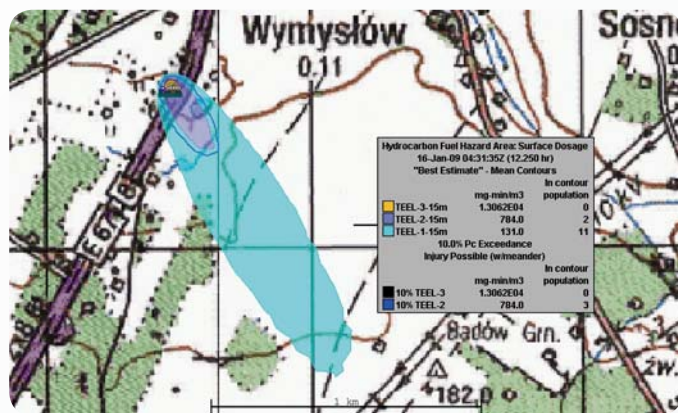 Wymysłów
0,11
Sosno
E67
8
Hydrocarbon Fuel Hazard Area: Surface Dosage
16-Jan-09 04:31:35Z (12.250 hr)
"Best Estimate" - Mean Contours
In contour
mg-min/m3 population
TEEL-3-15m 1.3062E04 0
TEEL-2-15m 784.0 2
TEEL-1-15m 131.0 11
10.0% Pc Exceedance
Injury Possible (w/meander)
In contour
mg-min/m3 population
10% TEEL-3 1.3062E04 0
10% TEEL-2 784.0 3
Badów Grn.
1 km
182,0
źw.